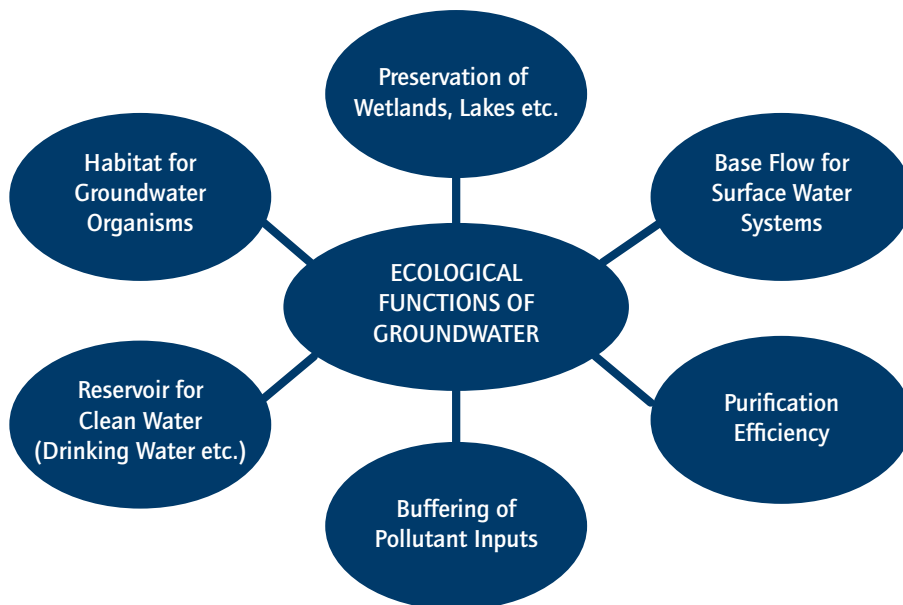 Preservation of
Wetlands, Lakes etc.
Habitat for
Groundwater
Organisms
Base Flow for
Surface Water
Systems
ECOLOGICAL
FUNCTIONS OF
GROUNDWATER
Reservoir for
Clean Water
(Drinking Water etc.)
Purification
Efficiency
Buffering of
Pollutant Inputs